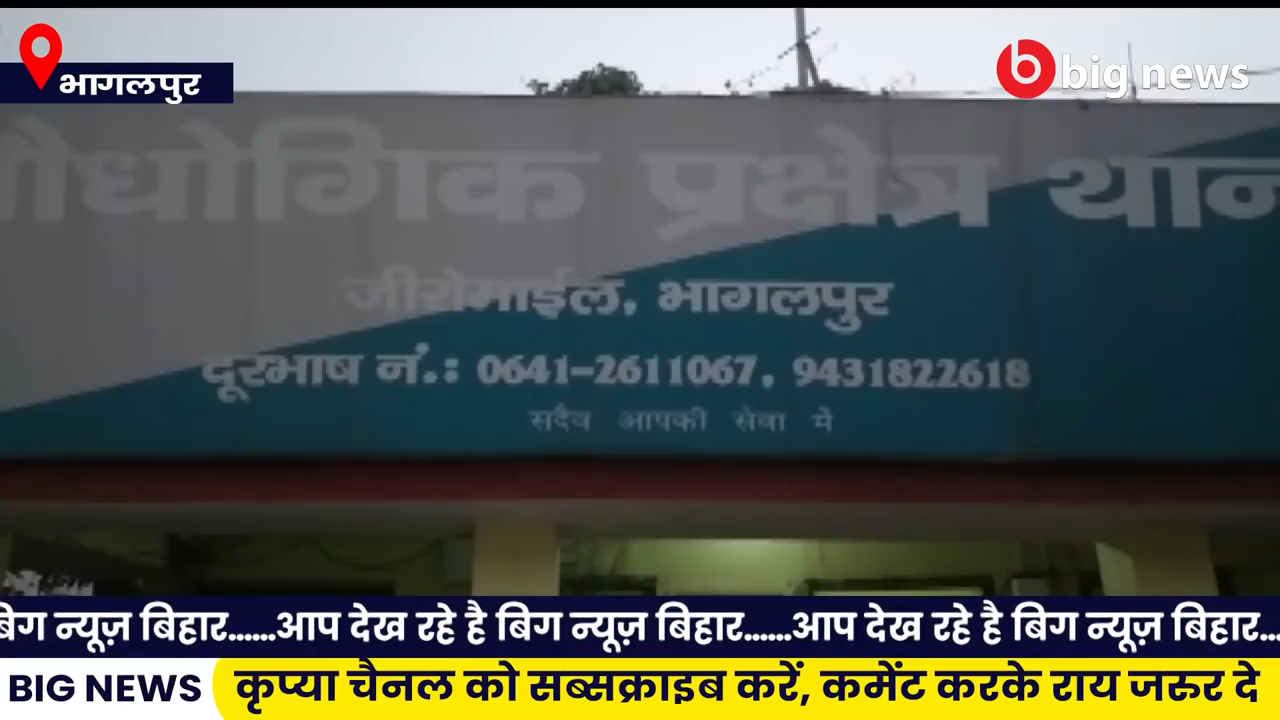 भागलपुर
b big news
ौधोगिक प्रक्षेत्र थान
जीरोमाईल, भागलपुर
दूरभाष नं.: 0641-2611067, 9431822618
सदैव आपकी सेवा में
बिग न्यूज़ बिहार......आप देख रहे है बिग न्यूज़ बिहार......आप देख रहे है बिग न्यूज़ बिहार...
BIG NEWS कृप्या चैनल को सब्सक्राइब करें, कमेंट करके राय जरुर दे